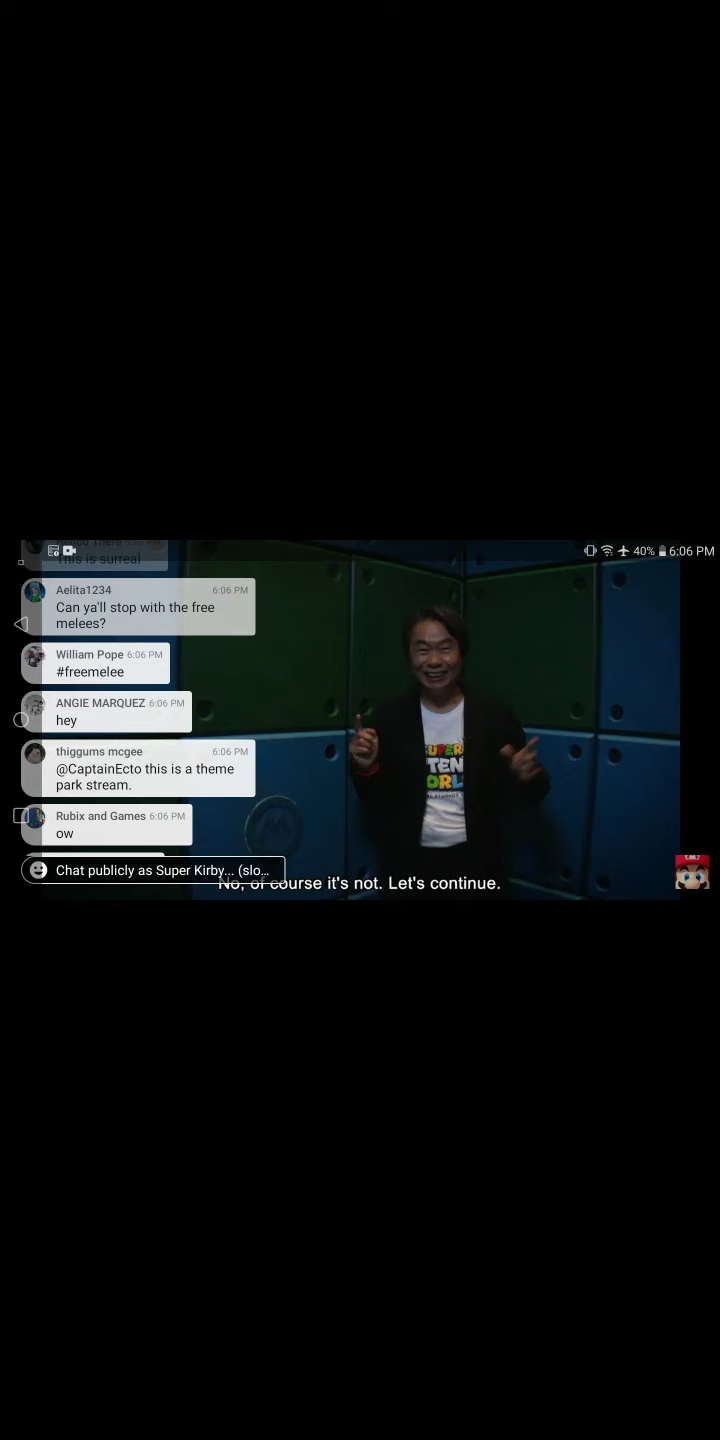 40% 6:06 PM
This is surreal
Aelita1234 6:06 PM
Can ya'll stop with the free
melees?
William Pope 6:06 PM
#freemelee
ANGIE MARQUEZ 6:06 PM
hey
thiggums mcgee 6:06 PM
@CaptainEcto this is a theme
park stream.
Rubix and Games 6:06 PM
ow
Chat publicly as Super Kirby... (slo...
No, of course it's not. Let's continue.
SUPER
TEN
ORL
M